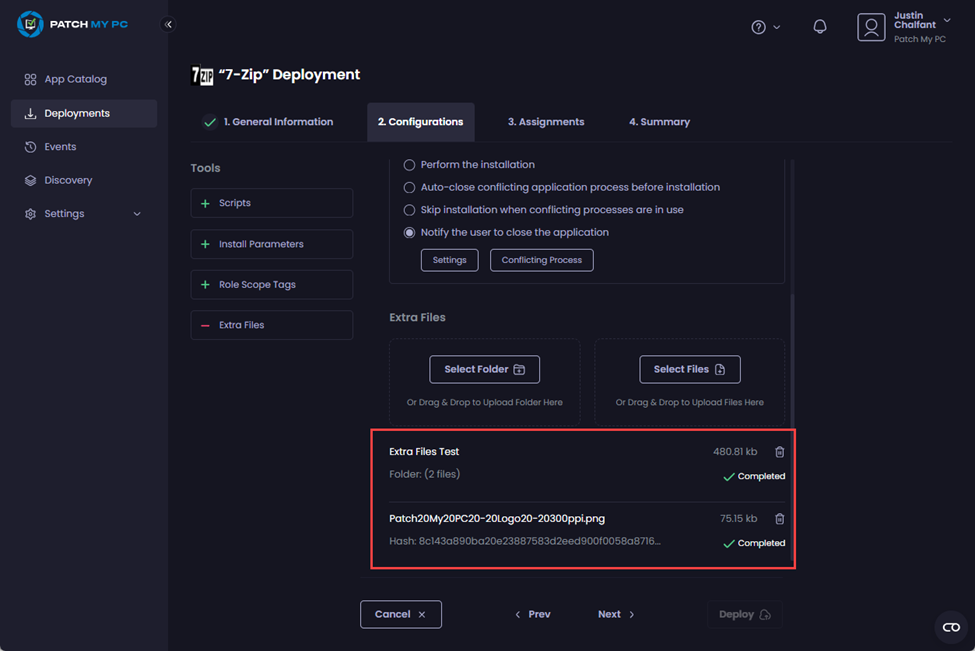 PATCH MY PC
Justin
Chalfant
Patch My PC
App Catalog
Deployments
Events
Discovery
Settings
7ZIP “7-Zip” Deployment
1. General Information
2. Configurations
3. Assignments
4. Summary
Tools
Scripts
Install Parameters
Role Scope Tags
Extra Files
Perform the installation
Auto-close conflicting application process before installation
Skip installation when conflicting processes are in use
Notify the user to close the application
Settings
Conflicting Process
Extra Files
Select Folder
Or Drag & Drop to Upload Folder Here
Select Files
Or Drag & Drop to Upload Files Here
Extra Files Test
480.81 kb
Folder: (2 files)
Completed
Patch20My20PC20-20Logo20-20300ppi.png
75.15 kb
Hash: 8c143a890ba20e23887583d2eed900f0058a8716...
Completed
Cancel
Prev
Next
Deploy